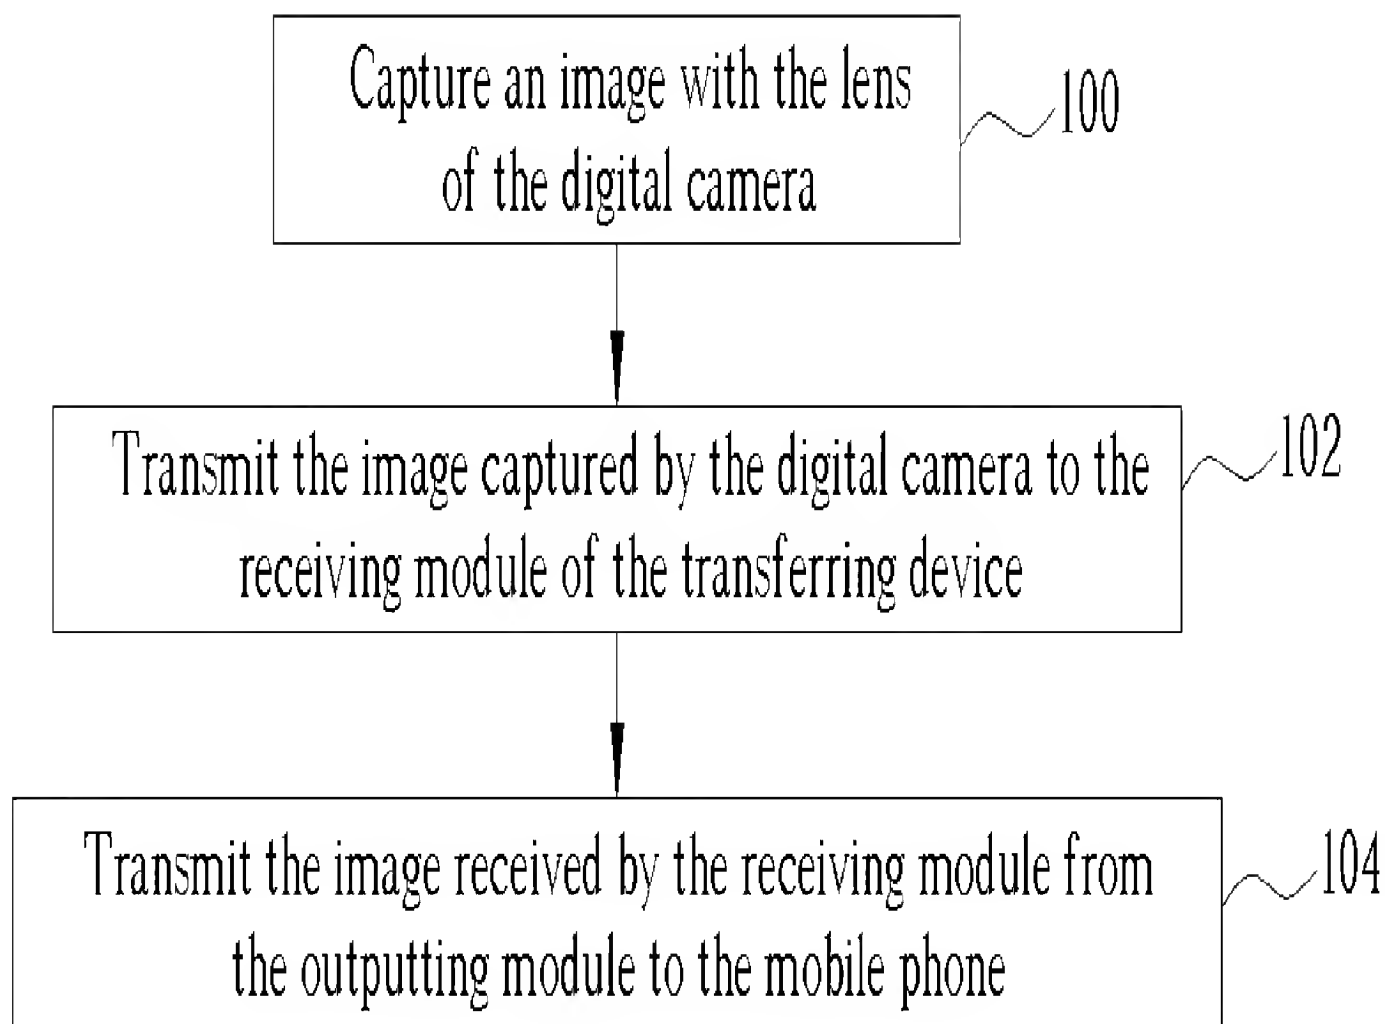 Capture an image with the lens
of the digital camera
100
Transmit the image captured by the digital camera to the
receiving module of the transferring device
102
Transmit the image received by the receiving module from
the outputting module to the mobile phone
104